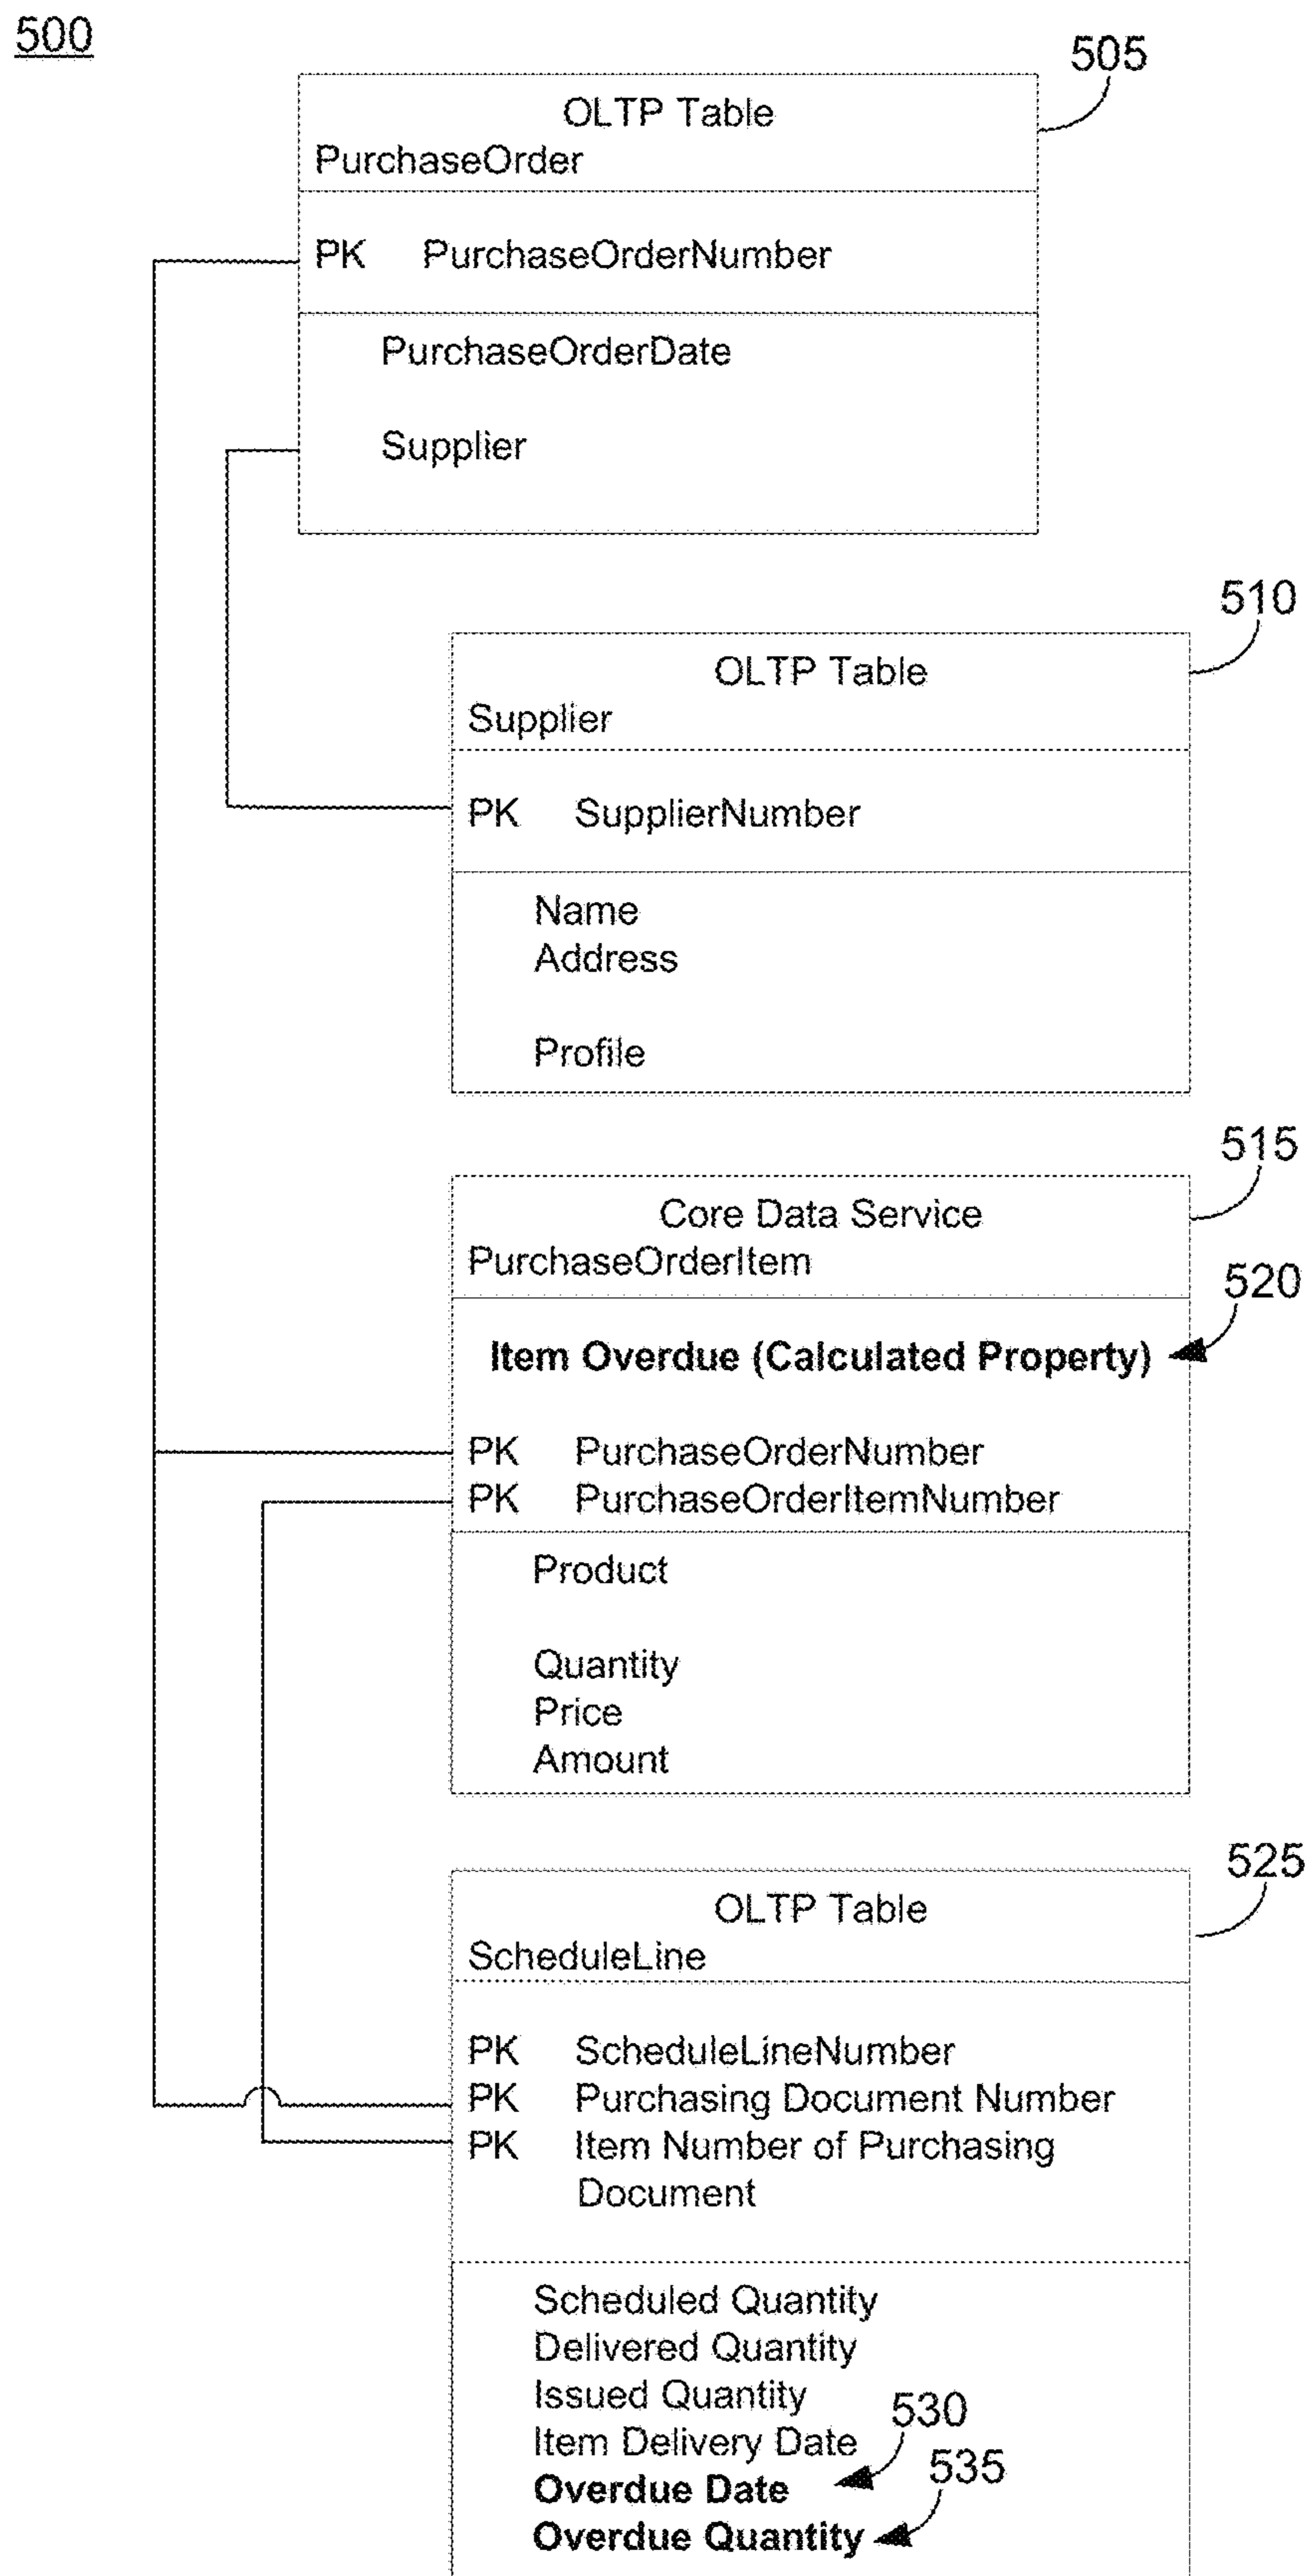 500
505
OLTP Table
PurchaseOrder
PK PurchaseOrderNumber
PurchaseOrderDate
Supplier
510
OLTP Table
Supplier
PK SupplierNumber
Name
Address
Profile
515
Core Data Service
PurchaseOrderItem
520
Item Overdue (Calculated Property)
PK PurchaseOrderNumber
PK PurchaseOrderItemNumber
Product
Quantity
Price
Amount
525
OLTP Table
ScheduleLine
PK ScheduleLineNumber
PK Purchasing Document Number
PK Item Number of Purchasing
Document
Scheduled Quantity
Delivered Quantity
Issued Quantity
530
Item Delivery Date
535
Overdue Date
Overdue Quantity